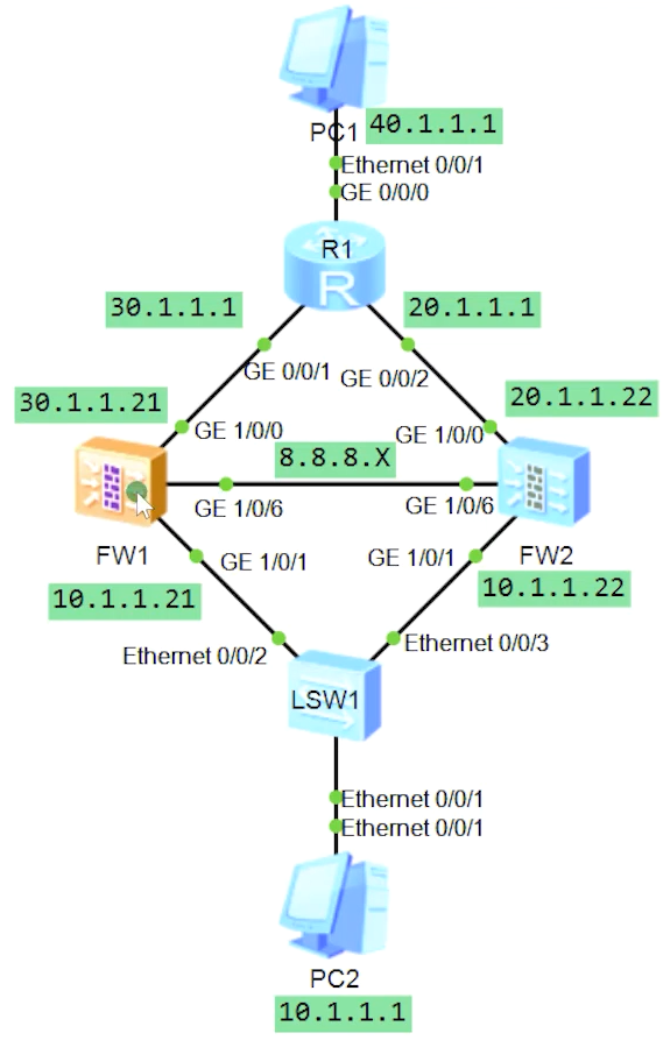 PC1
40.1.1.1
Ethernet 0/0/1
GE 0/0/0
R1
R
30.1.1.1
20.1.1.1
GE 0/0/1
GE 0/0/2
30.1.1.21
20.1.1.22
GE 1/0/0
GE 1/0/0
8.8.8.X
GE 1/0/6
GE 1/0/6
FW1
GE 1/0/1
GE 1/0/1
FW2
10.1.1.21
10.1.1.22
Ethernet 0/0/2
Ethernet 0/0/3
LSW1
Ethernet 0/0/1
Ethernet 0/0/1
PC2
10.1.1.1